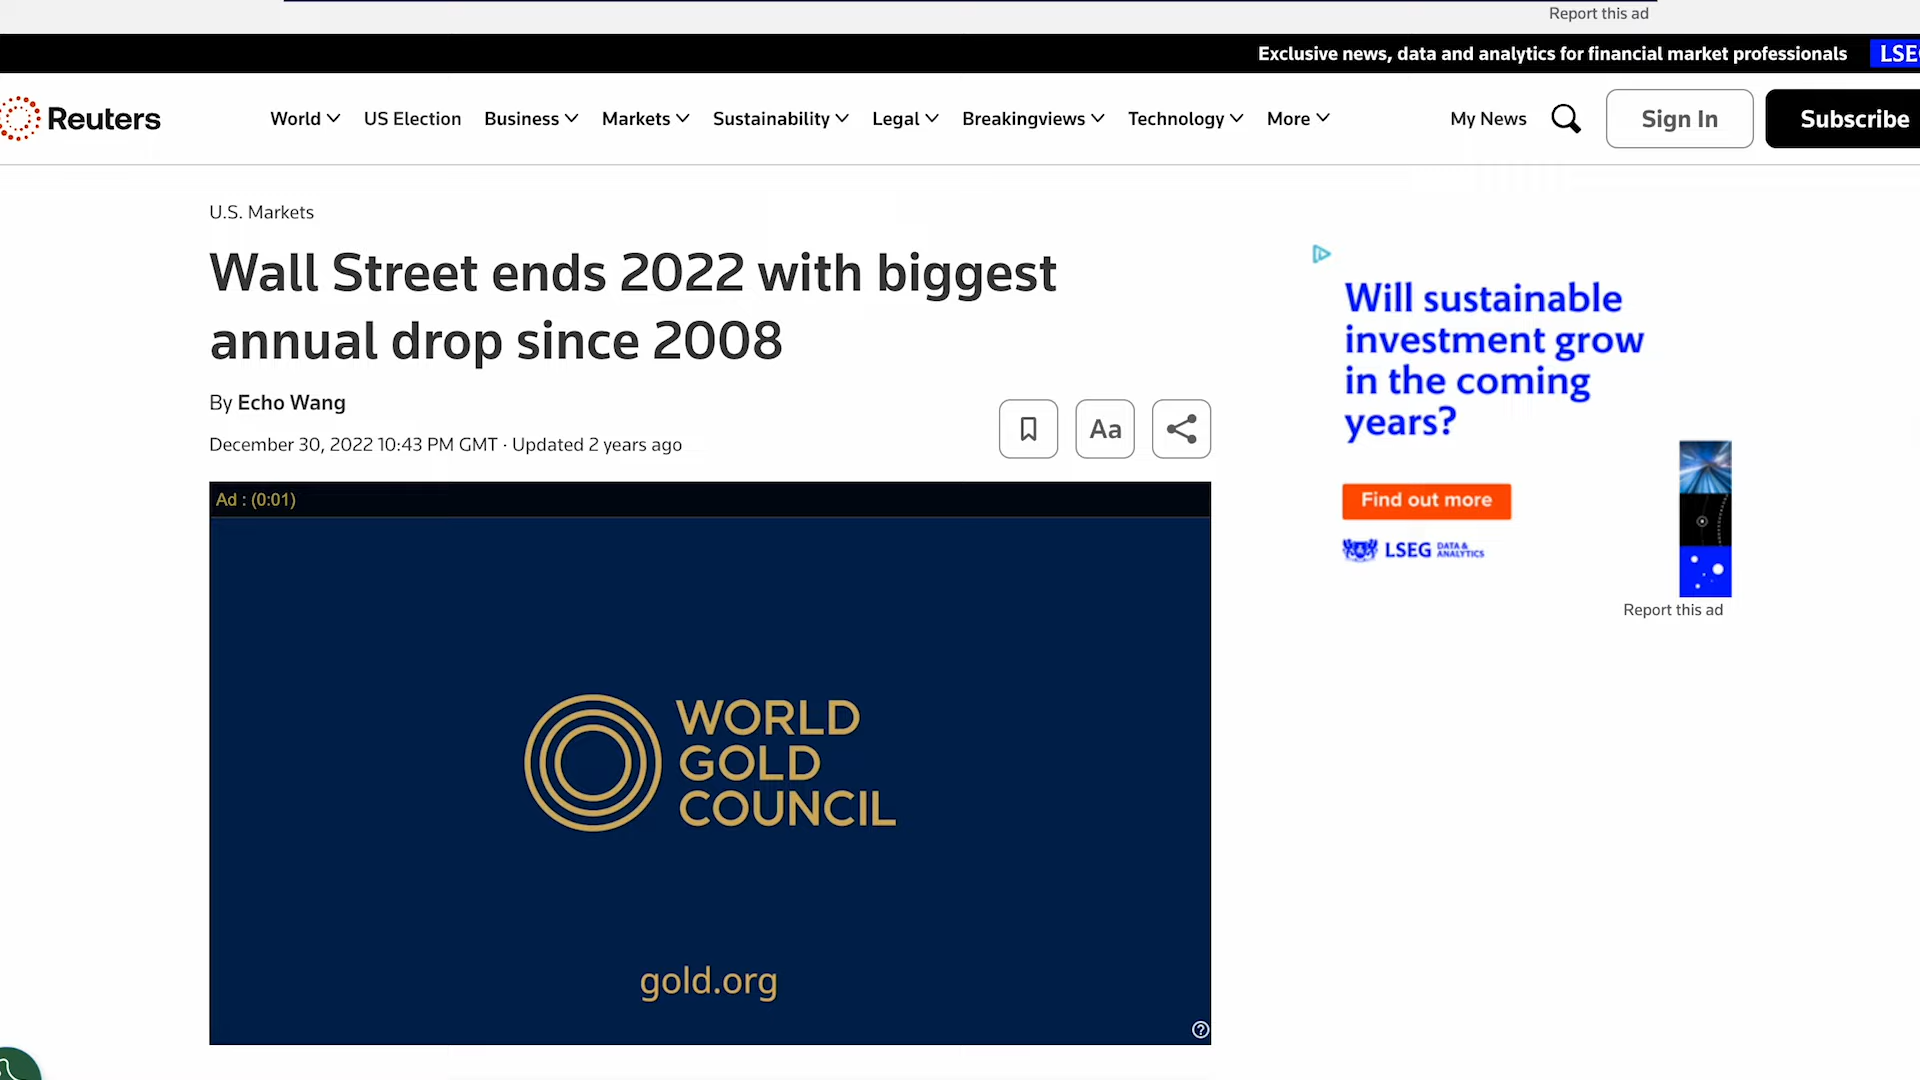 Report this ad
Exclusive news, data and analytics for financial market professionals
Reuters
World
US Election
Business
Markets
Sustainability
Legal
Breakingviews
Technology
More
My News
Sign In
Subscribe
U.S. Markets
Wall Street ends 2022 with biggest
annual drop since 2008
By Echo Wang
December 30, 2022 10:43 PM GMT · Updated 2 years ago
Aa
Ad : (0:01)
WORLD
GOLD
COUNCIL
gold.org
Will sustainable
investment grow
in the coming
years?
Find out more
LSEG DATA &
ANALYTICS
Report this ad